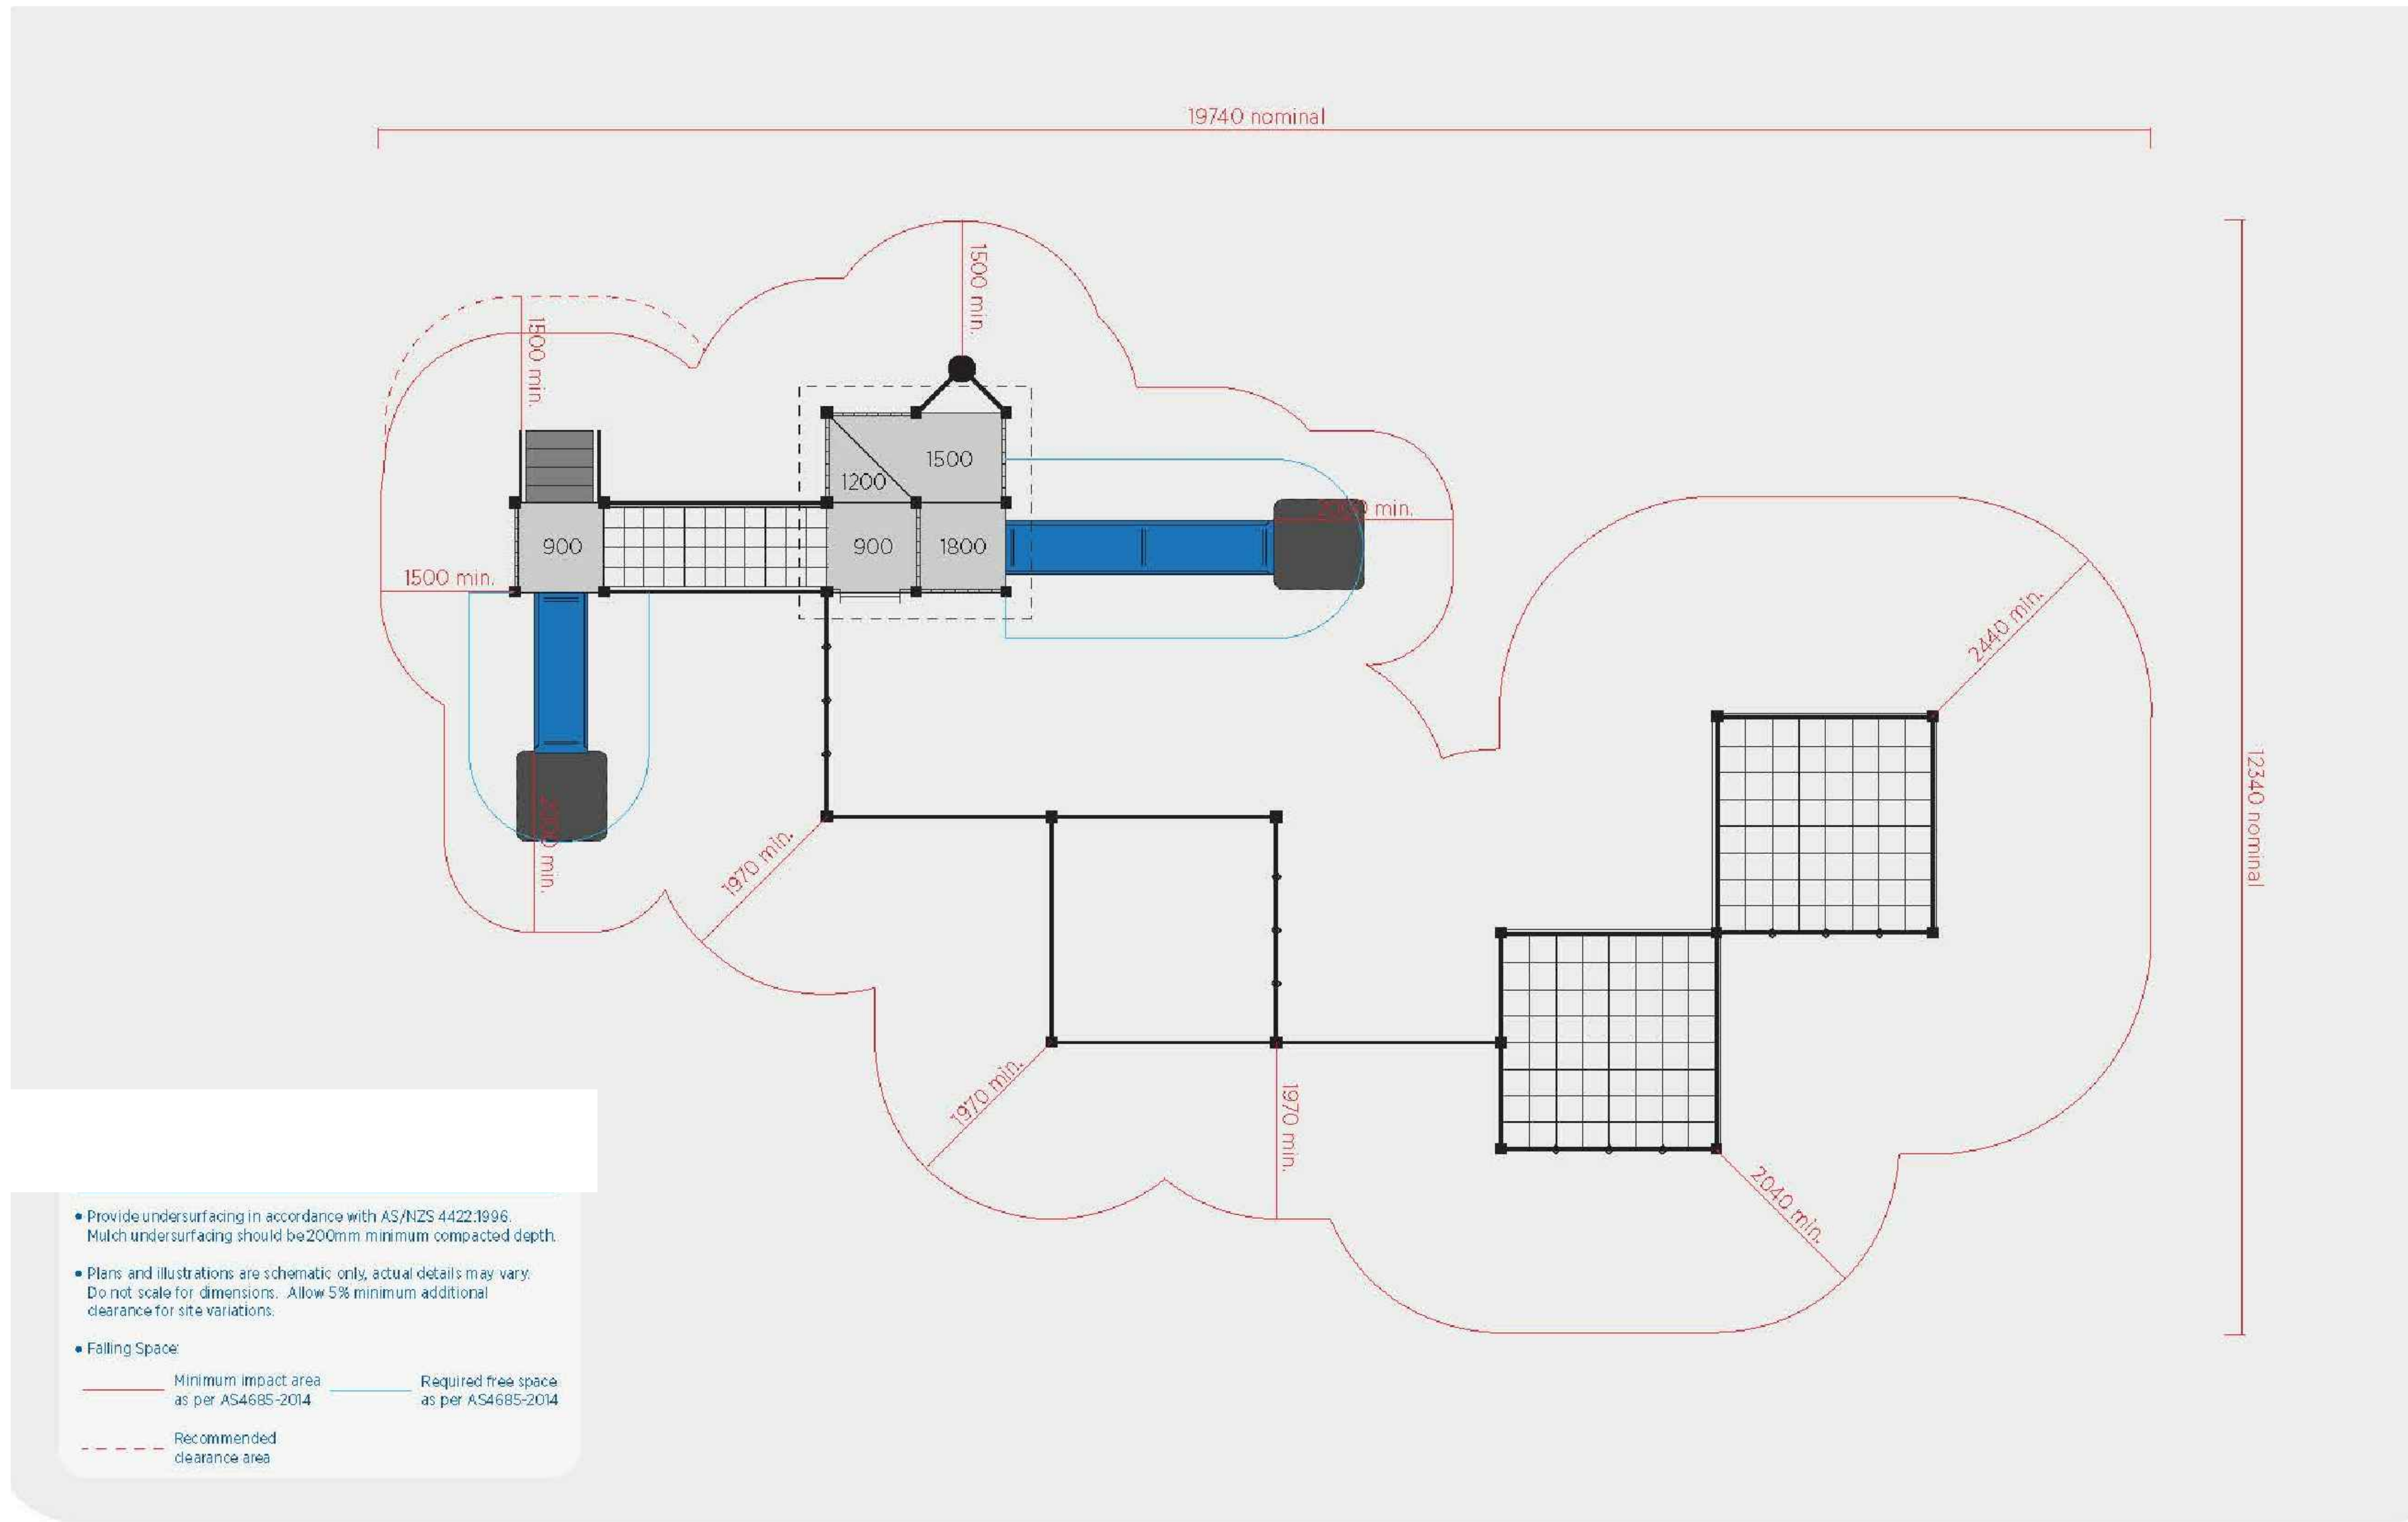 19740 nominal
1500 min.
1500 min.
1500
1200
2000 min.
900
900
1800
1500 min.
2440 min.
12340 nominal
2000 min.
1970 min.
1970 min.
1970 min.
2040 min.
• Provide undersurfacing in accordance with AS/NZS 4422:1996.
Mulch undersurfacing should be 200mm minimum compacted depth.
• Plans and illustrations are schematic only, actual details may vary.
Do not scale for dimensions. Allow 5% minimum additional
clearance for site variations.
• Falling Space:
Minimum impact area
as per AS4685-2014
Required free space
as per AS4685-2014
Recommended
clearance area